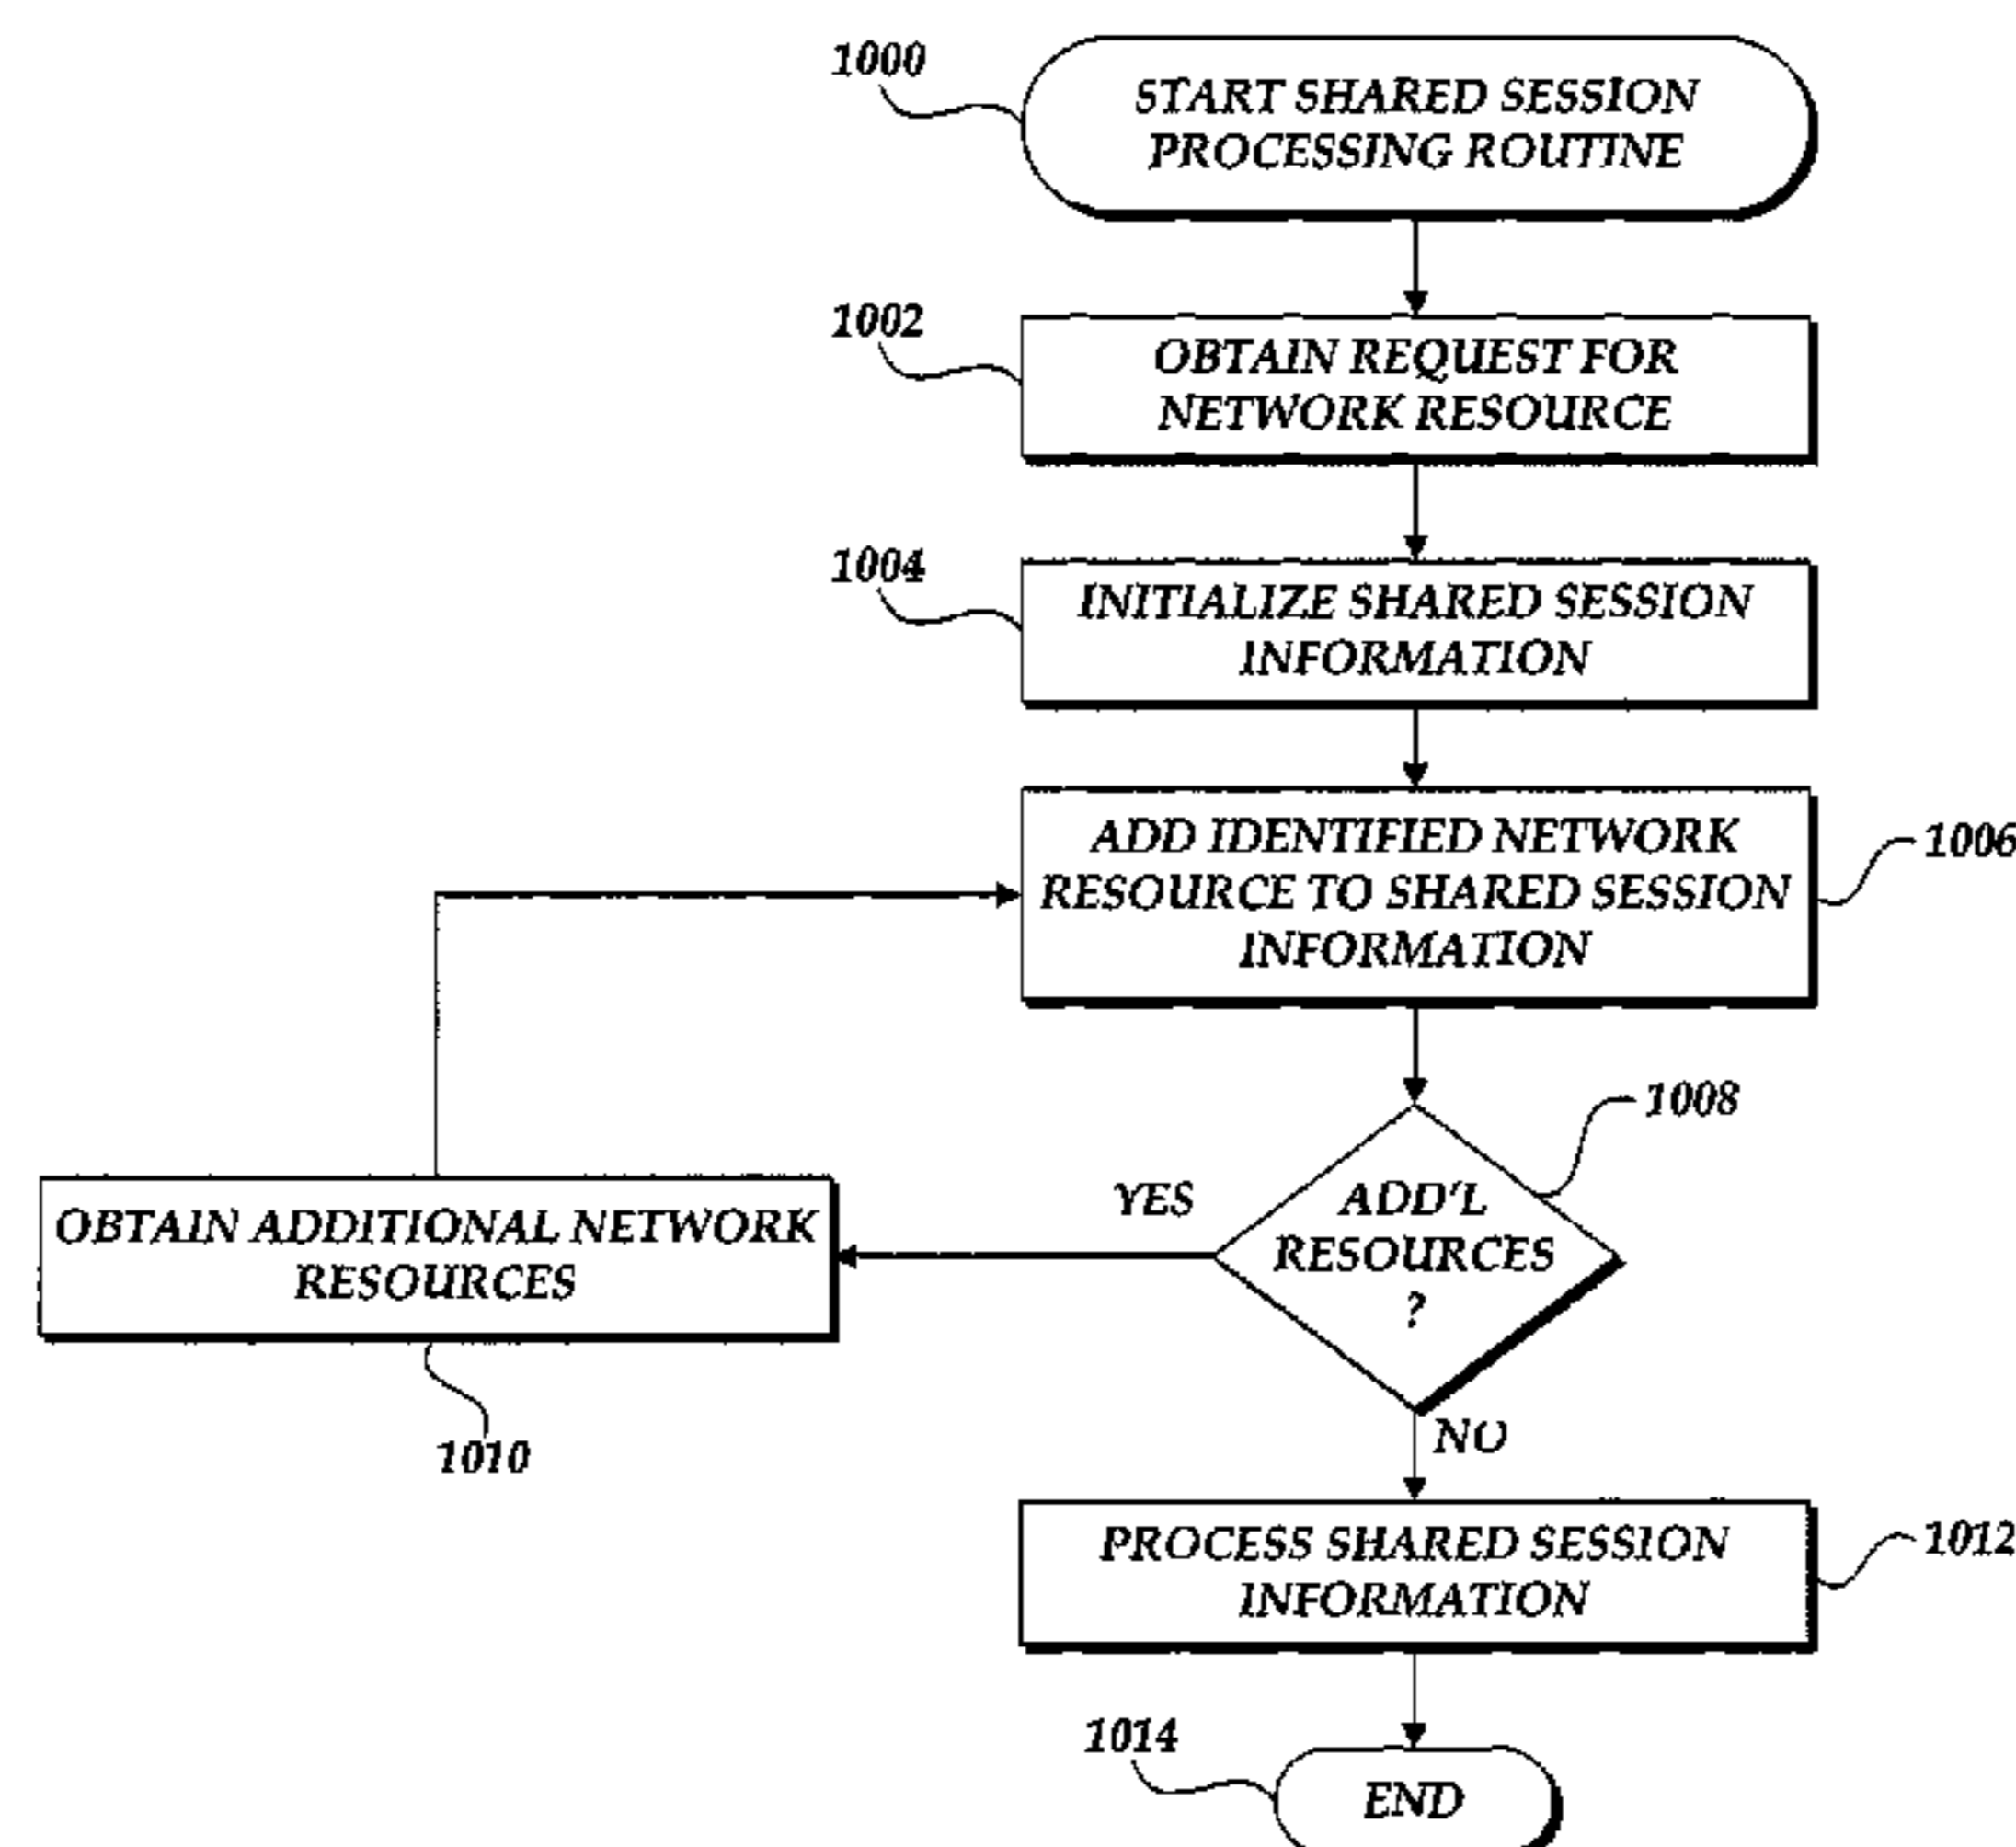 1000
START SHARED SESSION
PROCESSING ROUTINE
1002
OBTAIN REQUEST FOR
NETWORK RESOURCE
1004
INITIALIZE SHARED SESSION
INFORMATION
ADD IDENTIFIED NETWORK
RESOURCE TO SHARED SESSION
INFORMATION
1006
1008
ADD'L
RESOURCES
?
YES
OBTAIN ADDITIONAL NETWORK
RESOURCES
1010
NO
PROCESS SHARED SESSION
INFORMATION
1012
1014
END